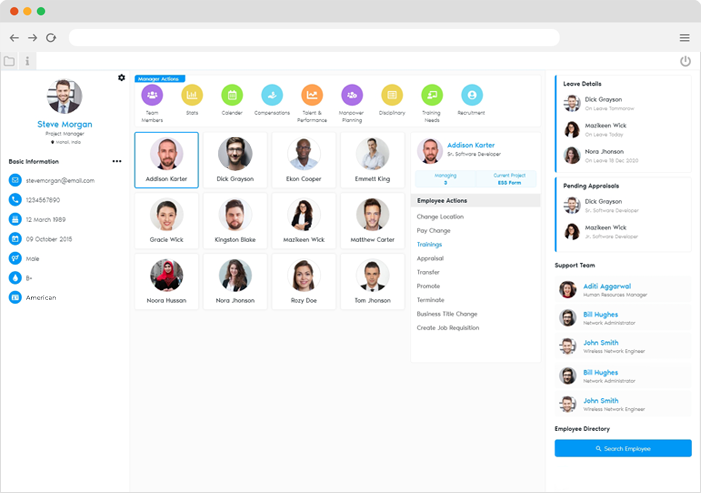 i
Steve Morgan
Project Manager
Mohali, India
Basic Information
stevemorgan@email.com
1234567890
12 March 1989
09 October 2015
Male
B+
American
Manager Actions
Team Members
Stats
Calender
Compensations
Talent & Performance
Manpower Planning
Disciplinary
Training Needs
Recruitment
Addison Karter
Dick Grayson
Ekon Cooper
Emmett King
Gracie Wick
Kingston Blake
Mazikeen Wick
Matthew Carter
Noora Hussan
Nora Jhonson
Rozy Doe
Tom Jhonson
Addison Karter
Sr. Software Developer
Managing
3
Current Project
ESS Form
Employee Actions
Change Location
Pay Change
Trainings
Appraisal
Transfer
Promote
Terminate
Business Title Change
Create Job Requisition
Leave Details
Dick Grayson
On Leave Tomorrow
Mazikeen Wick
On Leave Today
Nora Jhonson
On Leave 18 Dec 2020
Pending Appraisals
Dick Grayson
Sr. Software Developer
Mazikeen Wick
Jr. Software Developer
Support Team
Aditi Aggarwal
Human Resources Manager
Bill Hughes
Network Administrator
John Smith
Wireless Network Engineer
Bill Hughes
Network Administrator
John Smith
Wireless Network Engineer
Employee Directory
Search Employee